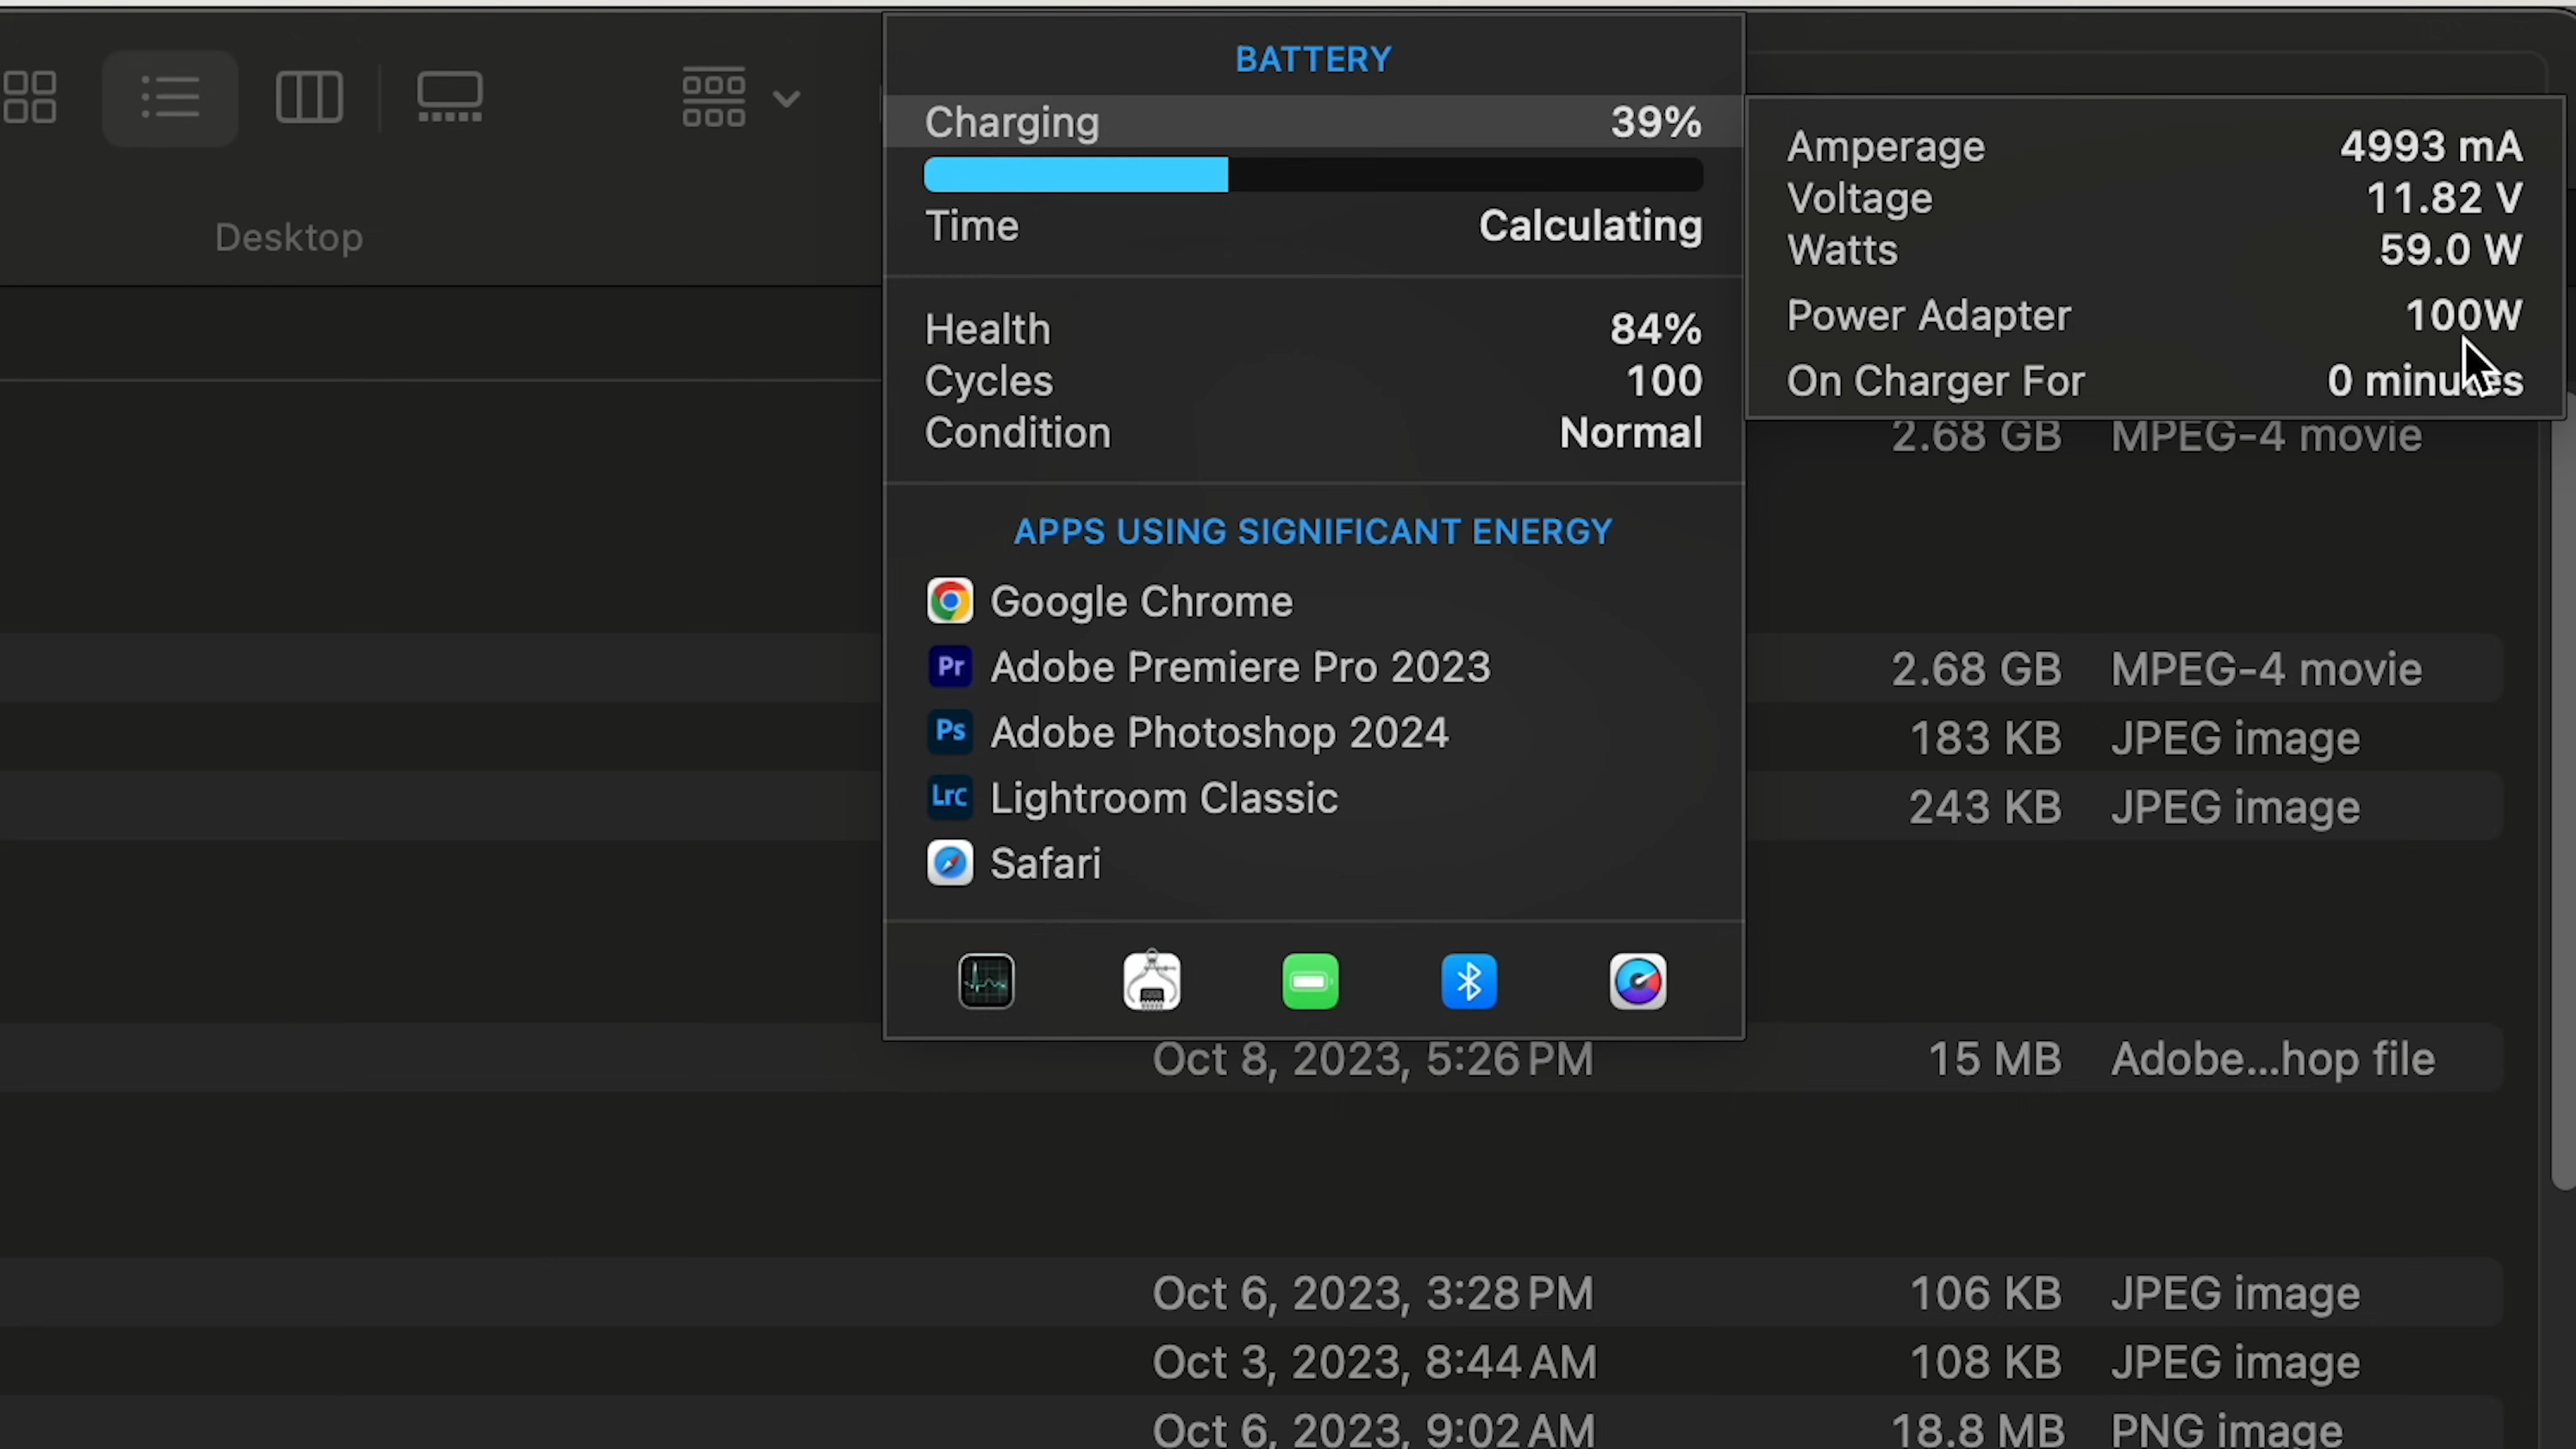 BATTERY
Charging 39%
Time Calculating
Health 84%
Cycles 100
Condition Normal
APPS USING SIGNIFICANT ENERGY
Google Chrome
Pr Adobe Premiere Pro 2023
Ps Adobe Photoshop 2024
Lrc Lightroom Classic
Safari
Amperage 4993 mA
Voltage 11.82 V
Watts 59.0 W
Power Adapter 100W
On Charger For 0 minutes
Desktop
2.68 GB MPEG-4 movie
2.68 GB MPEG-4 movie
183 KB JPEG image
243 KB JPEG image
Oct 8, 2023, 5:26 PM 15 MB Adobe...hop file
Oct 6, 2023, 3:28 PM 106 KB JPEG image
Oct 3, 2023, 8:44 AM 108 KB JPEG image
Oct 6, 2023, 9:02 AM 18.8 MB PNG image